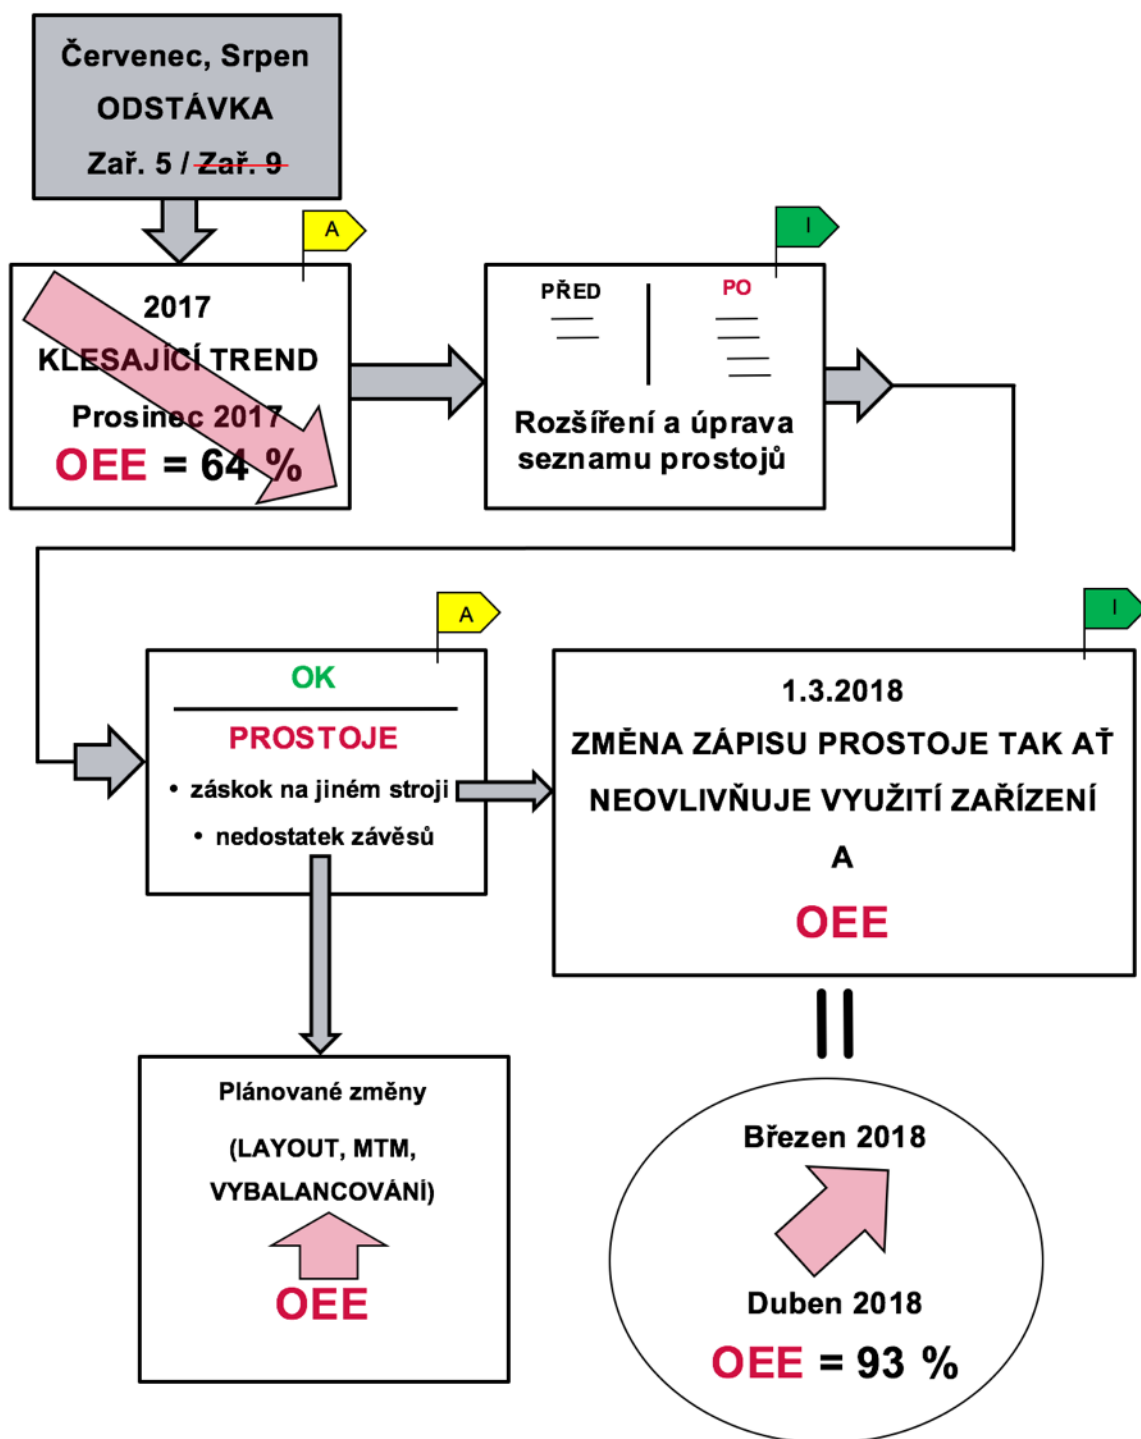 Červenec, Srpen
ODSTÁVKA
Zař. 5 / Zař. 9
A
2017
KLESAJÍCÍ TREND
Prosinec 2017
OEE = 64 %
I
PŘED
PO
Rozšíření a úprava
seznamu prostojů
A
OK
PROSTOJE
• záskok na jiném stroji
• nedostatek závěsů
I
1.3.2018
ZMĚNA ZÁPISU PROSTOJE TAK AŤ
NEOVLIVŇUJE VYUŽITÍ ZAŘÍZENÍ
A
OEE
Plánované změny
(LAYOUT, MTM,
VYBALANCOVÁNÍ)
OEE
Březen 2018
Duben 2018
OEE = 93 %